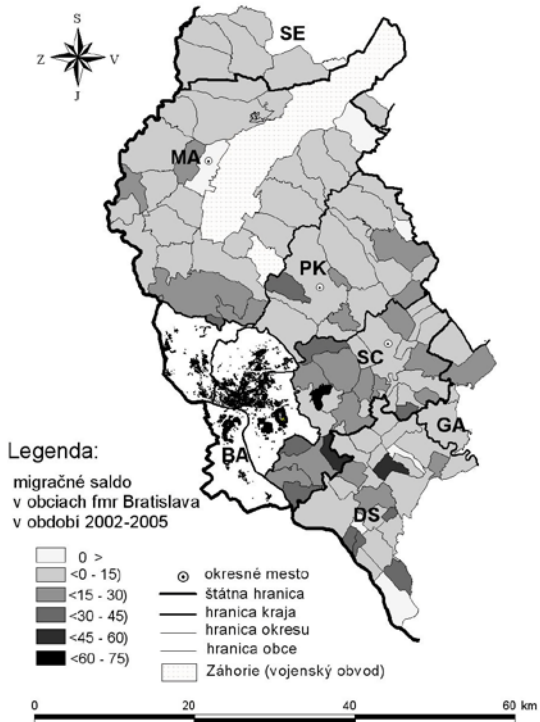 S
Z V
J
SE
MA
PK
SC
GA
BA
DS
Legenda:
migračné saldo
v obciach fmr Bratislava
v období 2002-2005
0 >
<0 - 15)
<15 - 30)
<30 - 45)
<45 - 60)
<60 - 75)
okresné mesto
štátna hranica
hranica kraja
hranica okresu
hranica obce
Záhorie (vojenský obvod)
0 20 40 60 km